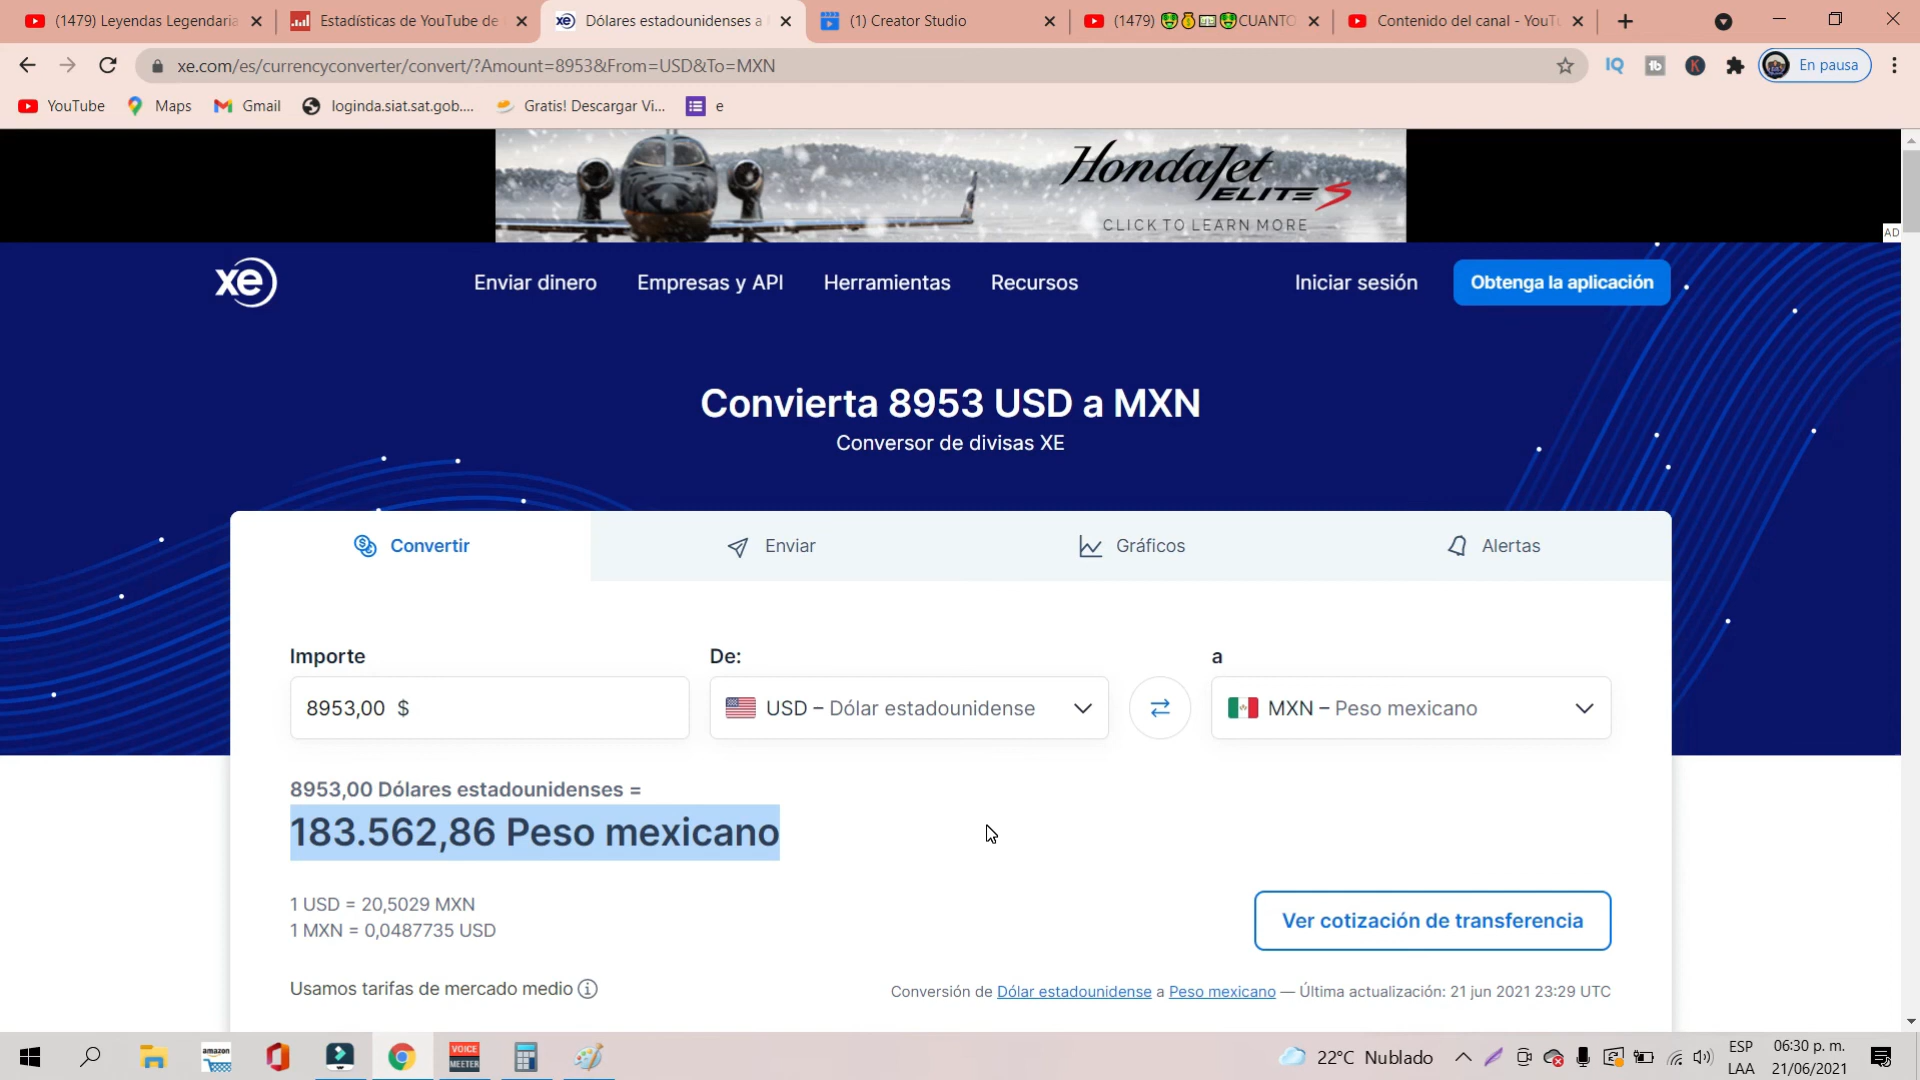 (1479) Leyendas Legendaria
Estadísticas de YouTube de
Dólares estadounidenses a
(1) Creator Studio
(1479) 🤑💰💵🤑CUANTO
Contenido del canal - YouTu
xe.com/es/currencyconverter/convert/?Amount=8953&From=USD&To=MXN
IQ
tb
K
En pausa
YouTube
Maps
Gmail
loginda.siat.sat.gob....
Gratis! Descargar Vi...
e
HondaJet
ELITE S
CLICK TO LEARN MORE
AD
xe
Enviar dinero
Empresas y API
Herramientas
Recursos
Iniciar sesión
Obtenga la aplicación
Convierta 8953 USD a MXN
Conversor de divisas XE
Convertir
Enviar
Gráficos
Alertas
Importe
De:
a
8953,00 $
USD – Dólar estadounidense
MXN – Peso mexicano
8953,00 Dólares estadounidenses =
183.562,86 Peso mexicano
1 USD = 20,5029 MXN
1 MXN = 0,0487735 USD
Ver cotización de transferencia
Usamos tarifas de mercado medio
Conversión de Dólar estadounidense a Peso mexicano — Última actualización: 21 jun 2021 23:29 UTC
amazon
VOICE
MEETER
22°C Nublado
ESP
LAA
06:30 p. m.
21/06/2021